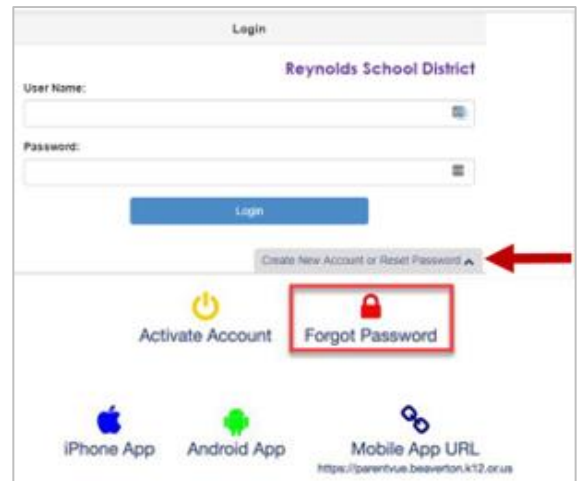 Login
Reynolds School District
User Name:
Password:
Login
Create New Account or Reset Password
Activate Account
Forgot Password
iPhone App
Android App
Mobile App URL
https://parentvue.beaverton.k12.or.us